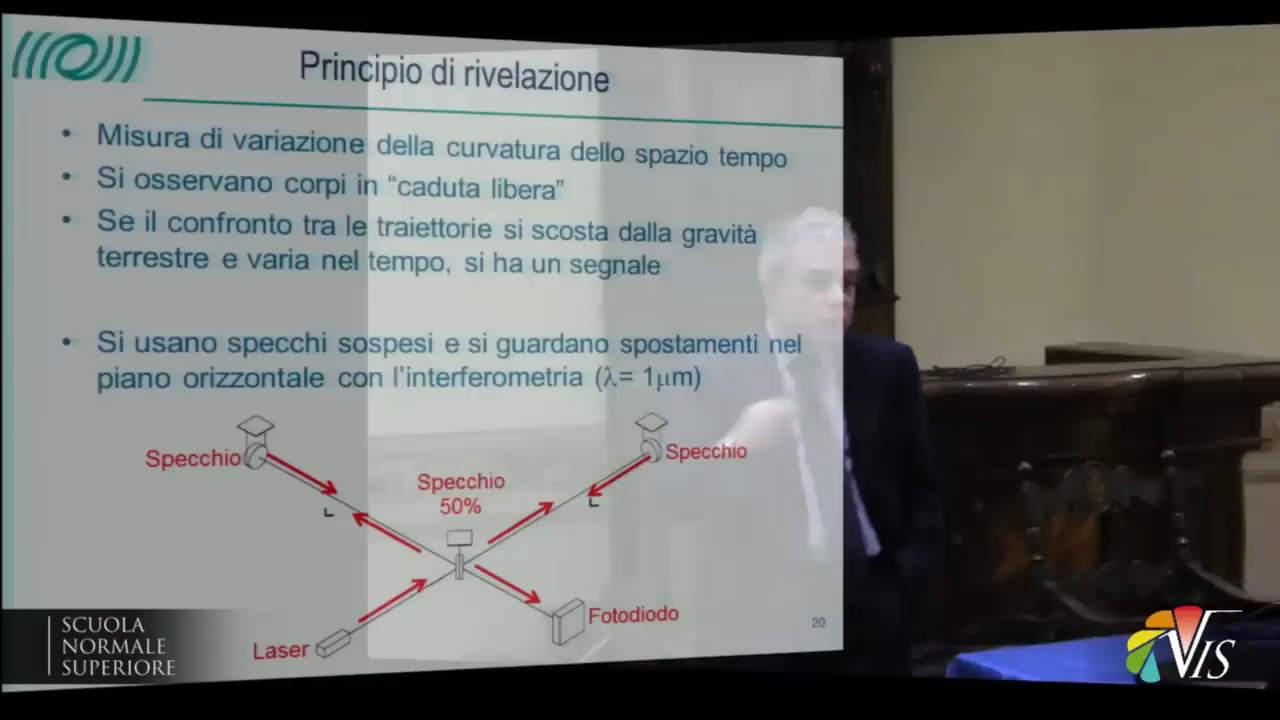 Principio di rivelazione
• Misura di variazione della curvatura dello spazio tempo
• Si osservano corpi in “caduta libera”
• Se il confronto tra le traiettorie si scosta dalla gravità
terrestre e varia nel tempo, si ha un segnale
• Si usano specchi sospesi e si guardano spostamenti nel
piano orizzontale con l’interferometria (λ= 1μm)
Specchio
Specchio
Specchio
50%
L
L
Fotodiodo
Laser
20
SCUOLA
NORMALE
SUPERIORE
VIS